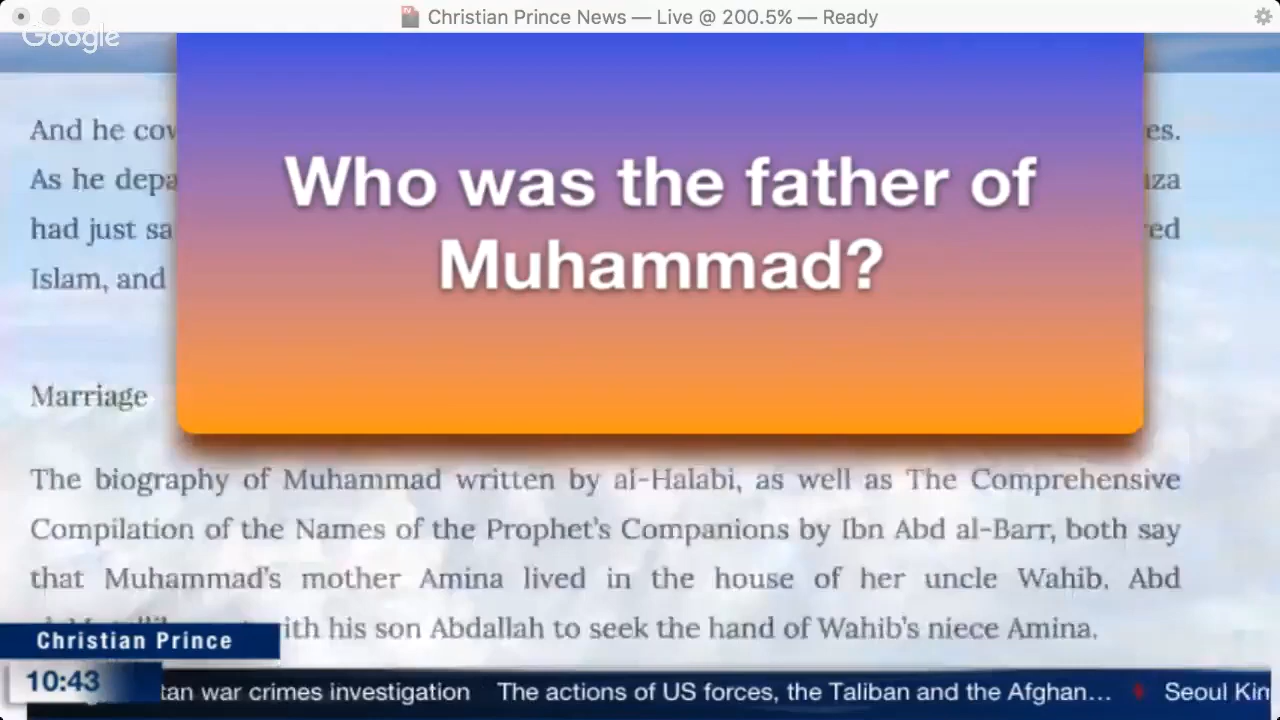 Christian Prince News — Live @ 200.5% — Ready
Google
Who was the father of
Muhammad?
And he cov es.
As he depa nza
had just sa red
Islam, and
Marriage
The biography of Muhammad written by al-Halabi, as well as The Comprehensive
Compilation of the Names of the Prophet's Companions by Ibn Abd al-Barr, both say
that Muhammad's mother Amina lived in the house of her uncle Wahib. Abd
ith his son Abdallah to seek the hand of Wahib's niece Amina.
Christian Prince
10:43
tan war crimes investigation The actions of US forces, the Taliban and the Afghan... Seoul Kin